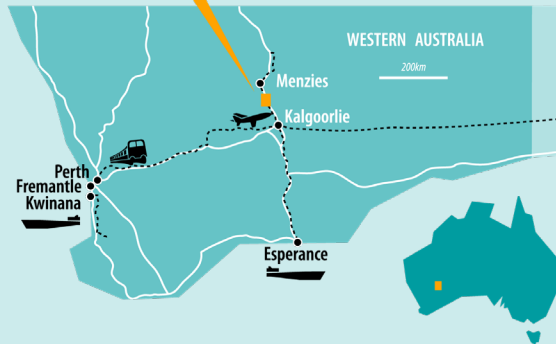 WESTERN AUSTRALIA
200km
Menzies
Kalgoorlie
Perth
Fremantle
Kwinana
Esperance